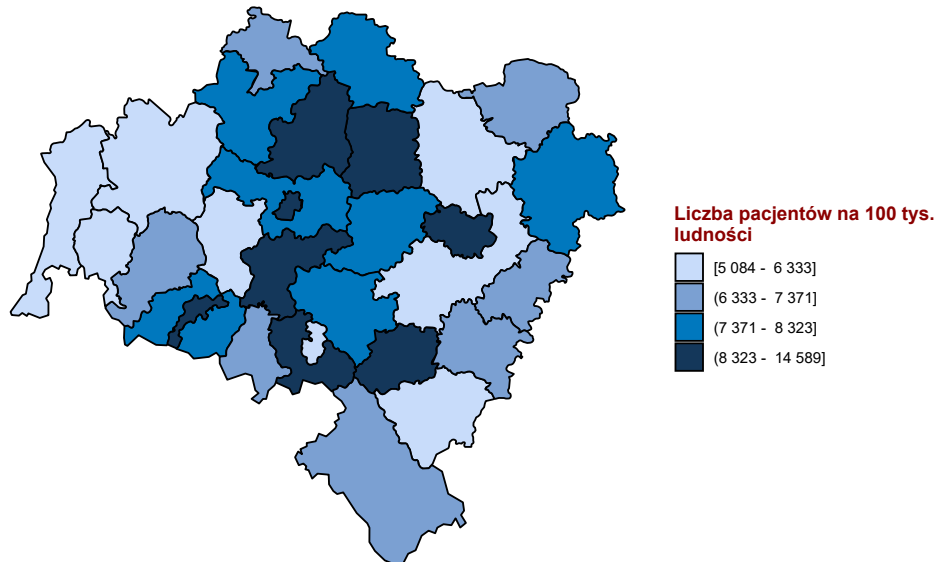 Liczba pacjentów na 100 tys.
ludności
[5 084 - 6 333]
(6 333 - 7 371]
(7 371 - 8 323]
(8 323 - 14 589]